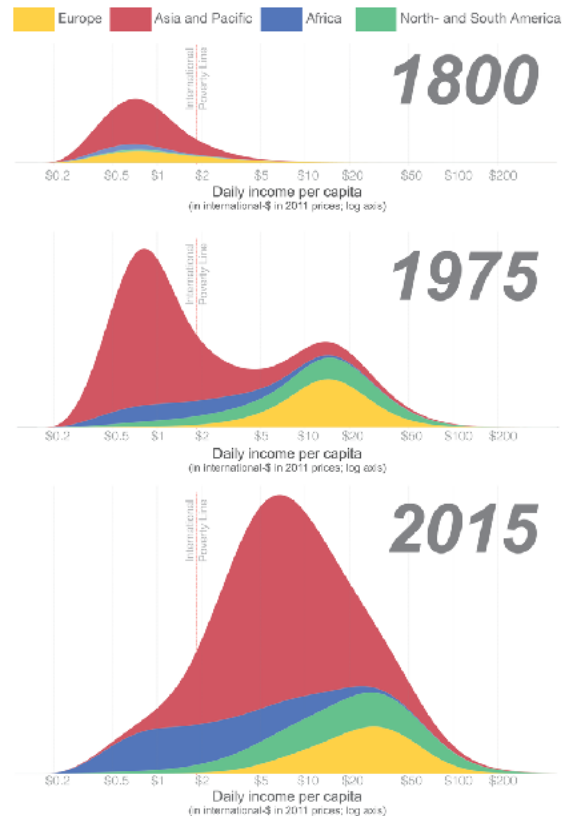 Europe Asia and Pacific Africa North- and South America
1800
International
Poverty Line
$0.2 $0.5 $1 $2 $5 $10 $20 $50 $100 $200
Daily income per capita
(in international-$ in 2011 prices; log axis)
1975
International
Poverty Line
$0.2 $0.5 $1 $2 $5 $10 $20 $50 $100 $200
Daily income per capita
(in international-$ in 2011 prices; log axis)
2015
International
Poverty Line
$0.2 $0.5 $1 $2 $5 $10 $20 $50 $100 $200
Daily income per capita
(in international-$ in 2011 prices; log axis)